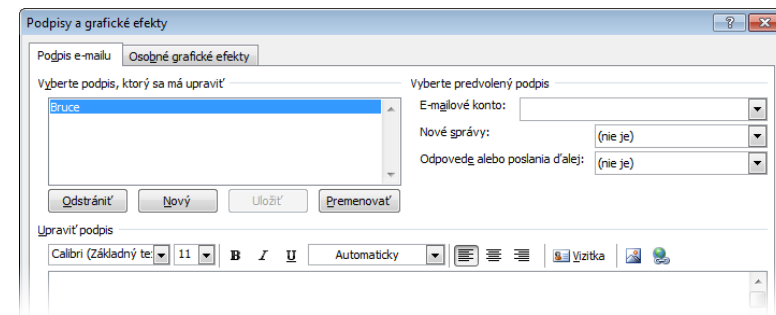 Podpisy a grafické efekty
Podpis e-mailu
Osobné grafické efekty
Vyberte podpis, ktorý sa má upraviť
Bruce
Odstrániť
Nový
Uložiť
Premenovať
Vyberte predvolený podpis
E-mailové konto:
Nové správy:
(nie je)
Odpovede alebo poslania ďalej:
(nie je)
Upraviť podpis
Calibri (Základný te:
11
B
I
U
Automaticky
Vizitka